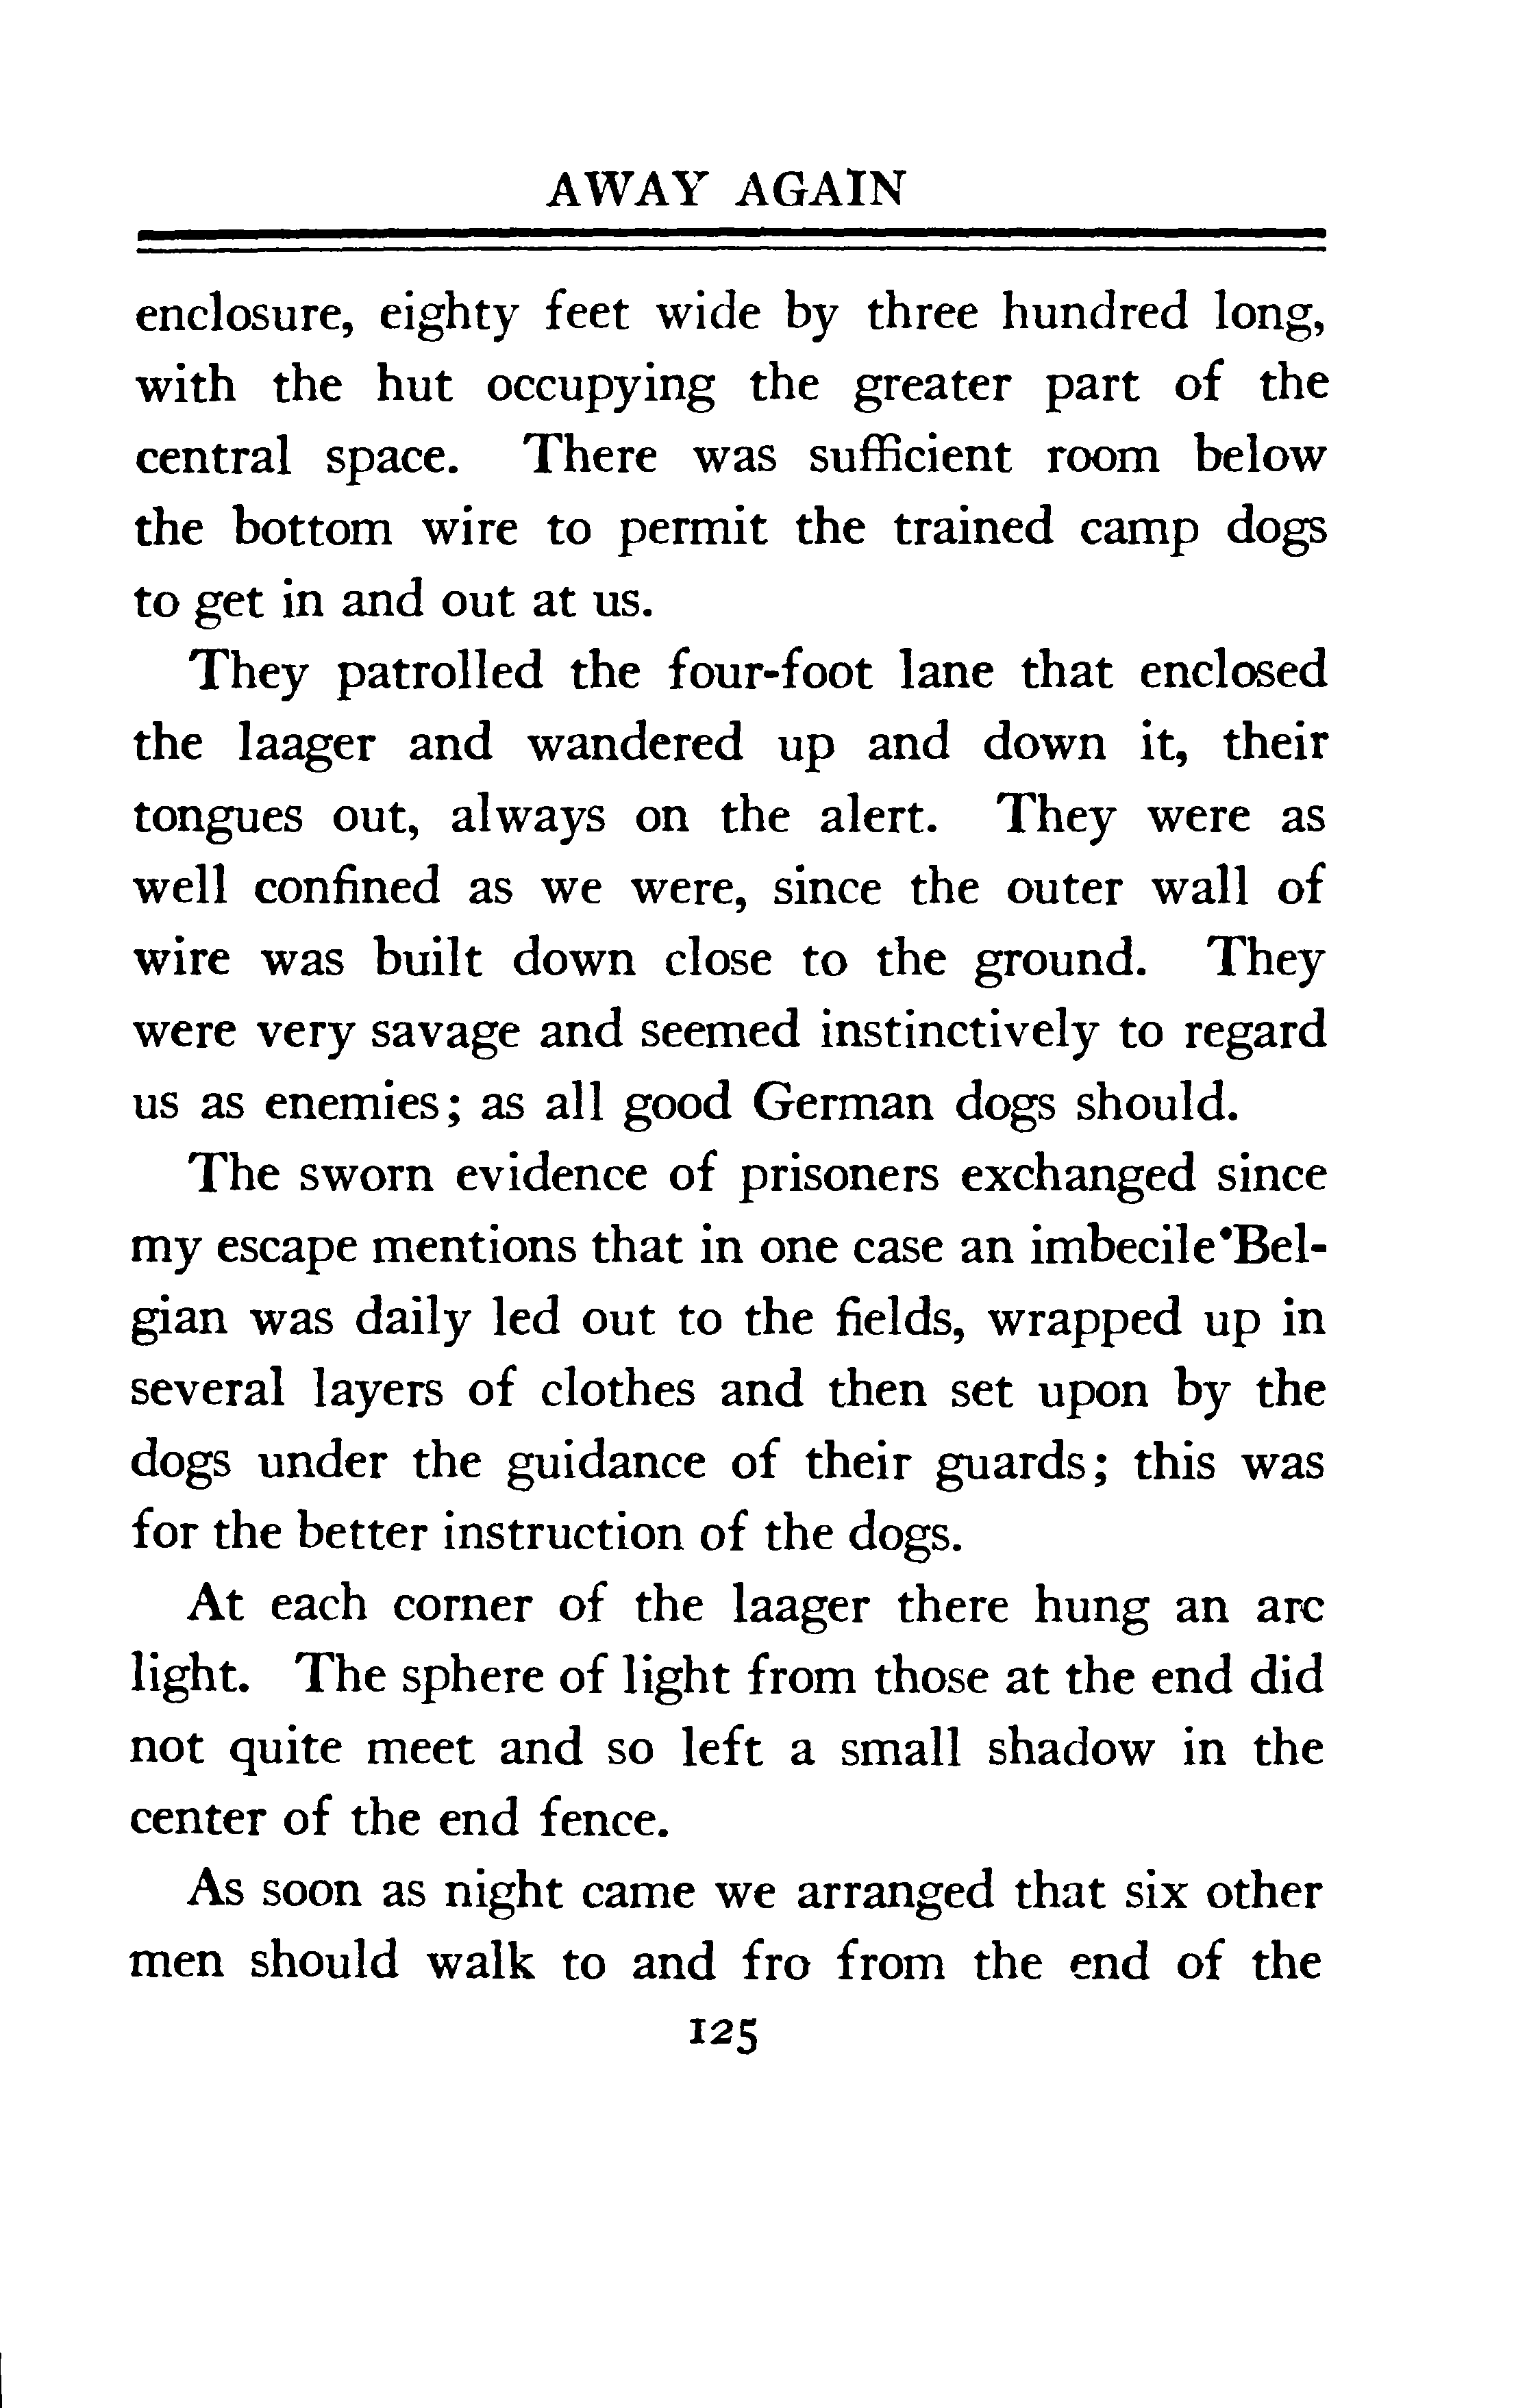 AWAY AGAIN
enclosure, eighty feet wide by three hundred long,
with the hut occupying the greater part of the
central space. There was sufficient room below
the bottom wire to permit the trained camp dogs
to get in and out at us.
They patrolled the four-foot lane that enclosed
the laager and wandered up and down it, their
tongues out, always on the alert. They were as
well confined as we were, since the outer wall of
wire was built down close to the ground. They
were very savage and seemed instinctively to regard
us as enemies; as all good German dogs should.
The sworn evidence of prisoners exchanged since
my escape mentions that in one case an imbecile Bel-
gian was daily led out to the fields, wrapped up in
several layers of clothes and then set upon by the
dogs under the guidance of their guards; this was
for the better instruction of the dogs.
At each corner of the laager there hung an arc
light. The sphere of light from those at the end did
not quite meet and so left a small shadow in the
center of the end fence.
As soon as night came we arranged that six other
men should walk to and fro from the end of the
125